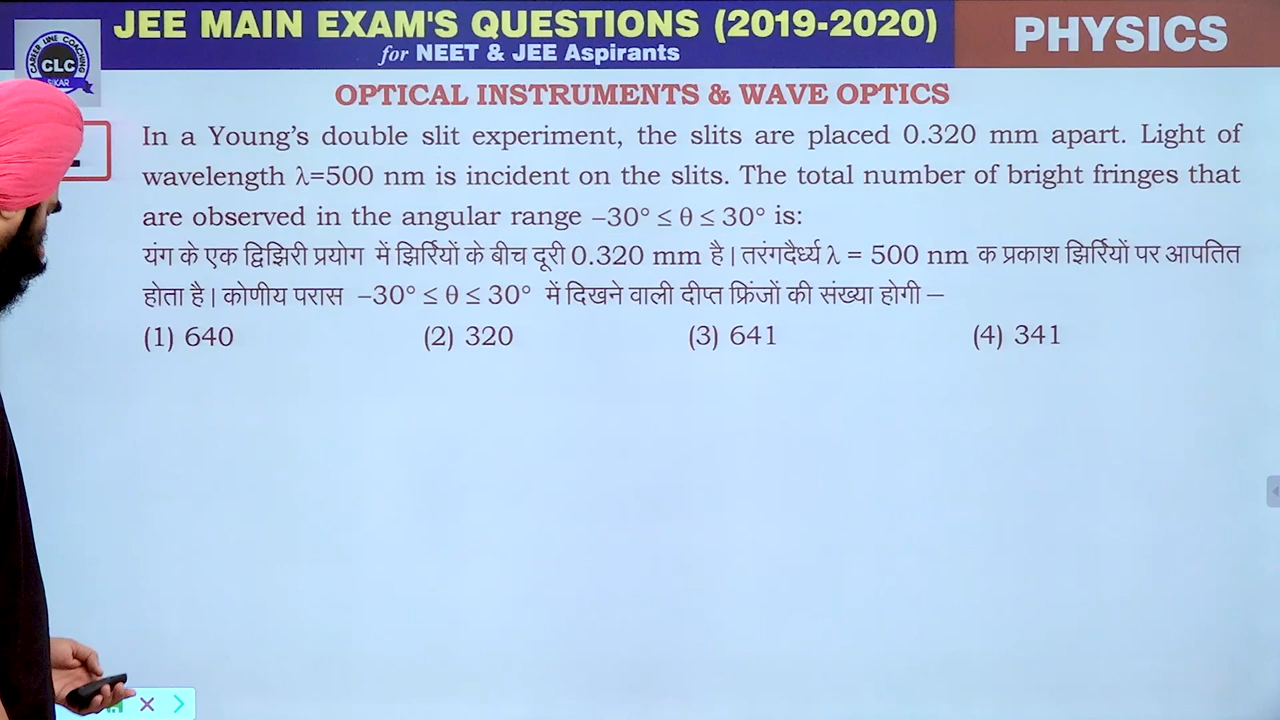 JEE MAIN EXAM'S QUESTIONS (2019-2020)
for NEET & JEE Aspirants
PHYSICS
CAREER LINE COACHING
CLC
SIKAR
OPTICAL INSTRUMENTS & WAVE OPTICS
In a Young's double slit experiment, the slits are placed 0.320 mm apart. Light of
wavelength λ=500 nm is incident on the slits. The total number of bright fringes that
are observed in the angular range −30° ≤ θ ≤ 30° is:
यंग के एक द्विझिरी प्रयोग में झिर्रियों के बीच दूरी 0.320 mm है। तरंगदैर्ध्य λ = 500 nm क प्रकाश झिर्रियों पर आपतित
होता है। कोणीय परास −30° ≤ θ ≤ 30° में दिखने वाली दीप्त फ्रिंजों की संख्या होगी –
(1) 640 (2) 320 (3) 641 (4) 341